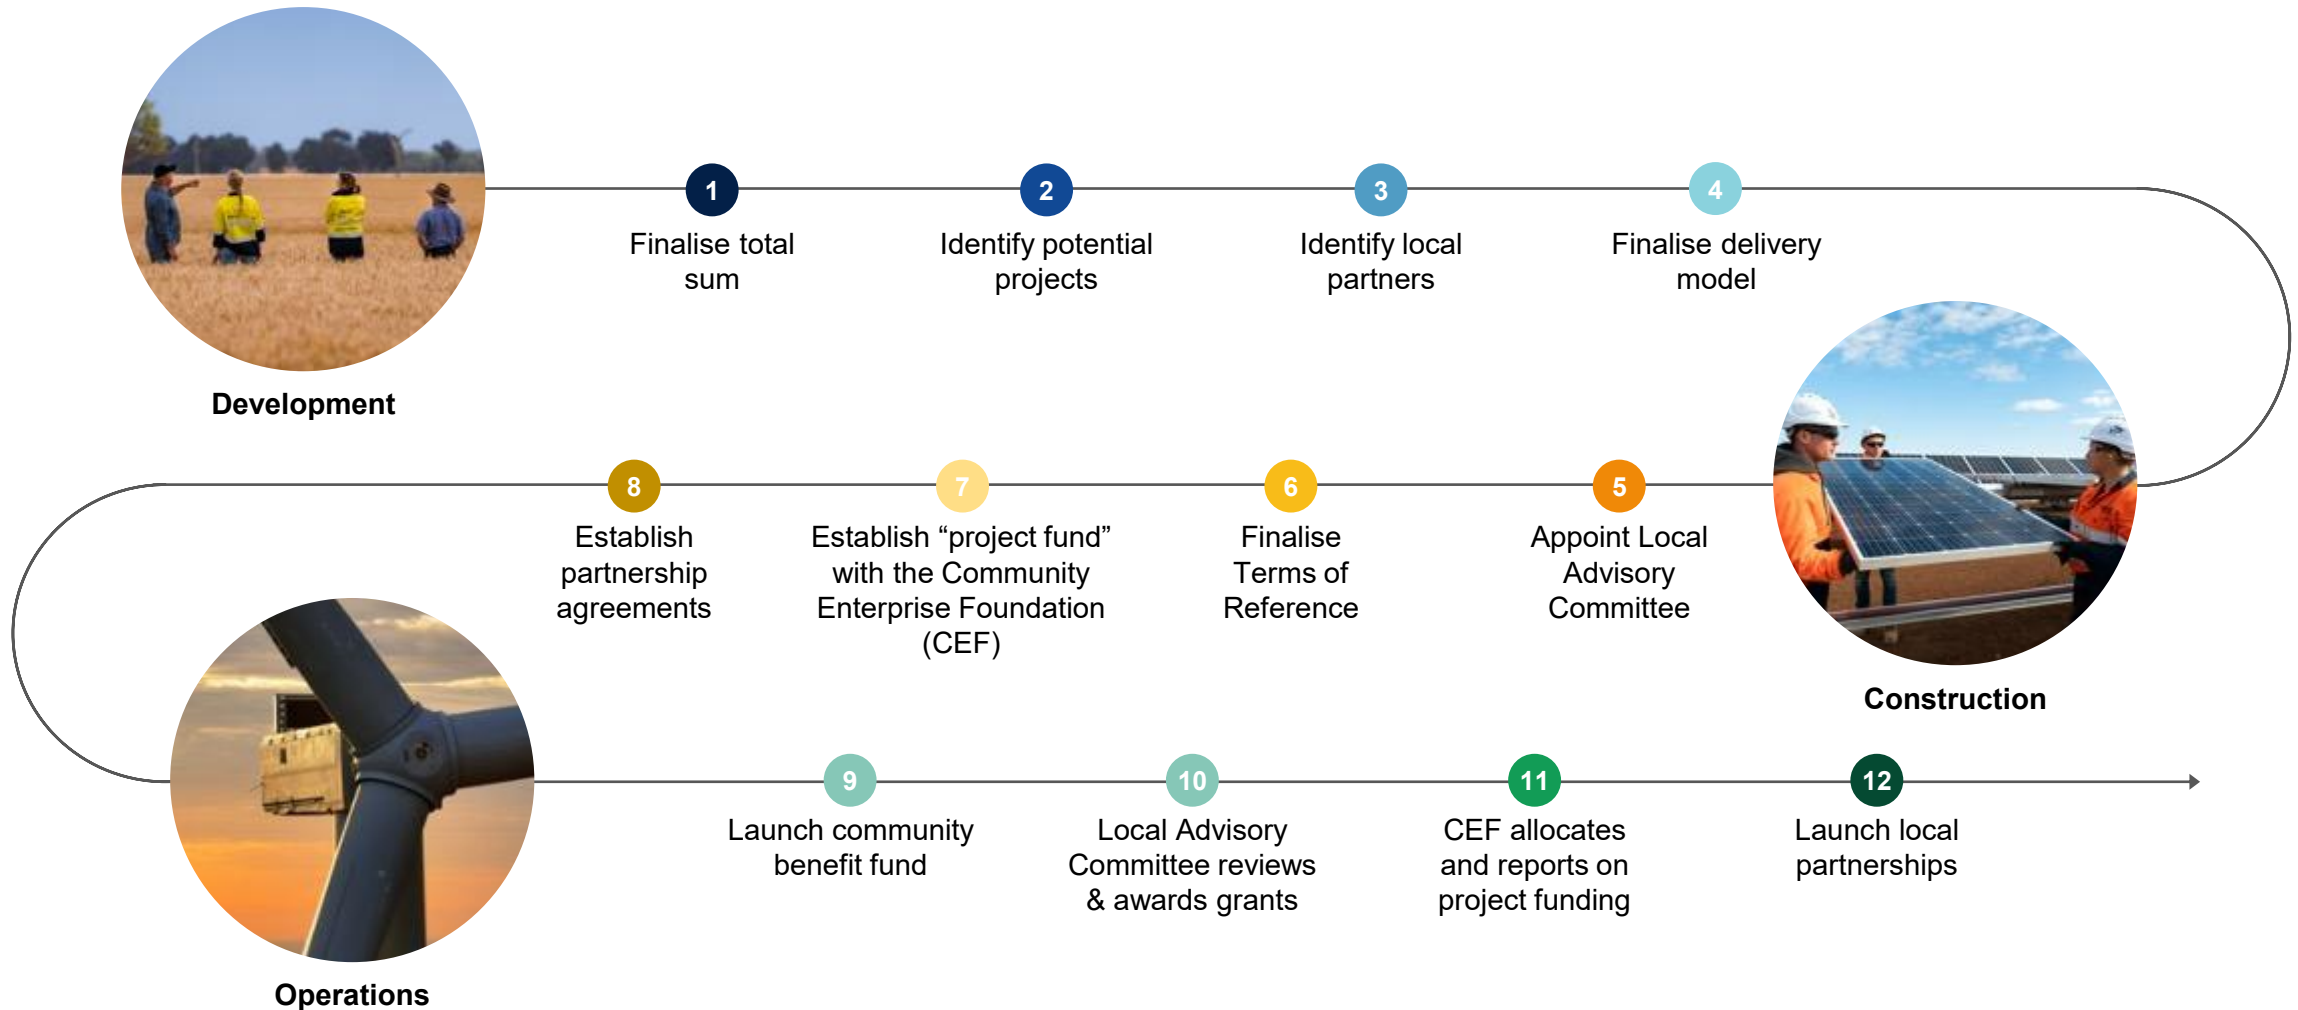 1
2
3
4
Finalise total
sum
Identify potential
projects
Identify local
partners
Finalise delivery
model
Development
8
7
6
5
Establish
partnership
agreements
Establish “project fund”
with the Community
Enterprise Foundation
(CEF)
Finalise
Terms of
Reference
Appoint Local
Advisory
Committee
Construction
9
10
11
12
Launch community
benefit fund
Local Advisory
Committee reviews
& awards grants
CEF allocates
and reports on
project funding
Launch local
partnerships
Operations